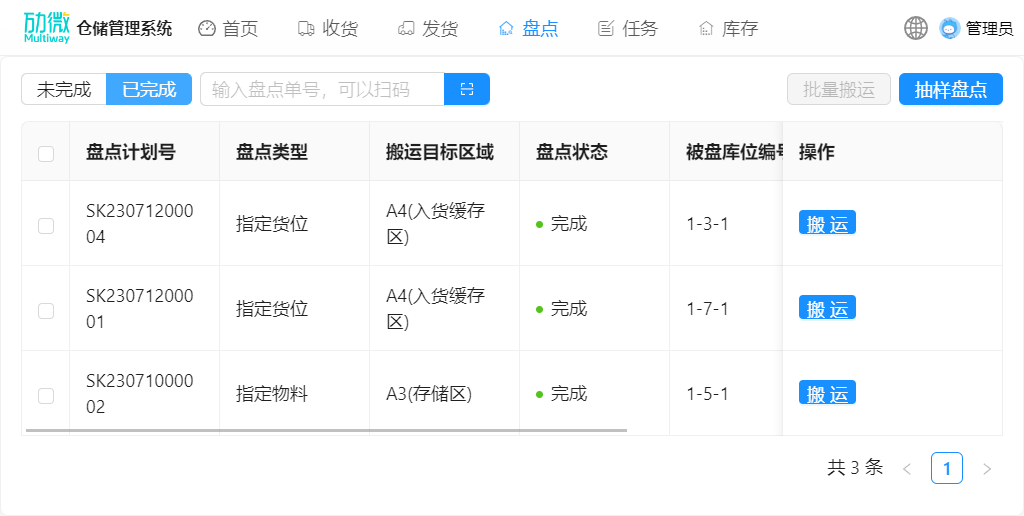 劢微 Multiway 仓储管理系统 首页 收货 发货 盘点 任务 库存 管理员
未完成 已完成 输入盘点单号，可以扫码 批量搬运 抽样盘点
盘点计划号 盘点类型 搬运目标区域 盘点状态 被盘库位编号 操作
SK230712000
04
指定货位
A4(入货缓存
区)
完成
1-3-1
搬 运
SK230712000
01
指定货位
A4(入货缓存
区)
完成
1-7-1
搬 运
SK230710000
02
指定物料
A3(存储区)
完成
1-5-1
搬 运
共 3 条 1